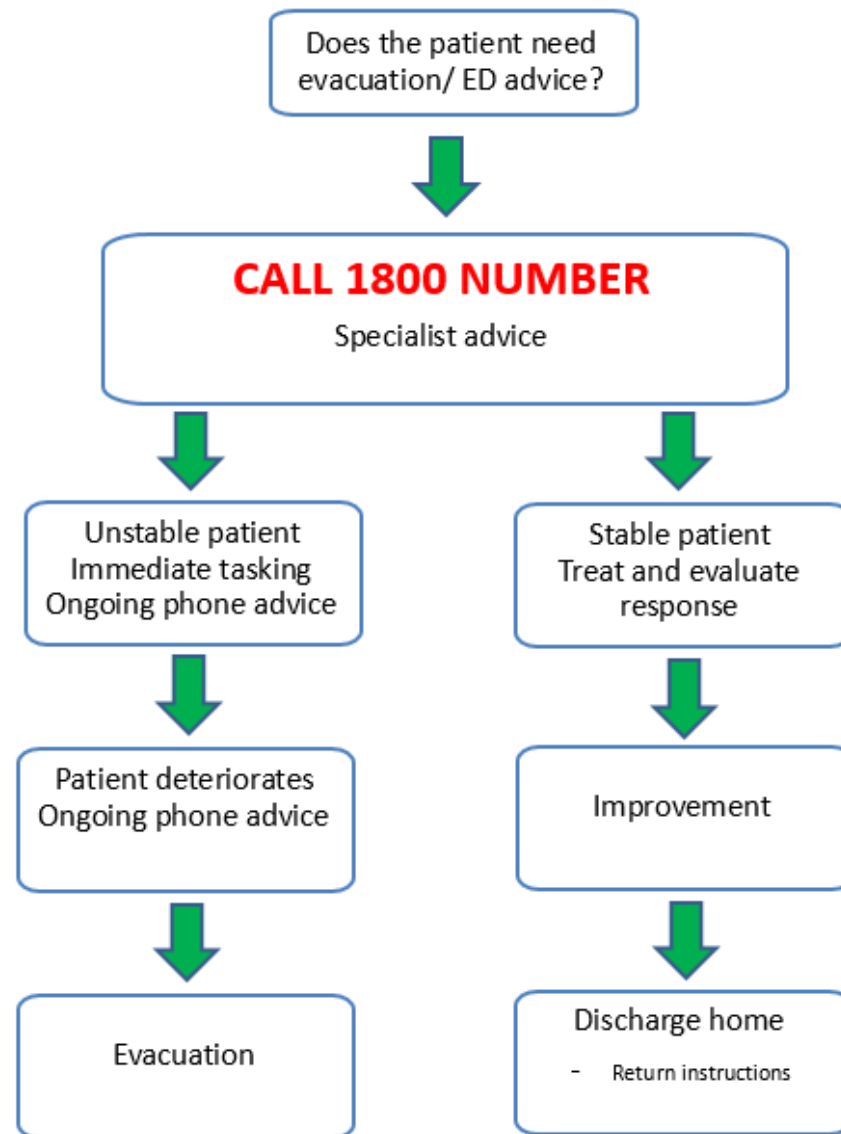 Does the patient need
evacuation/ ED advice?
CALL 1800 NUMBER
Specialist advice
Unstable patient
Immediate tasking
Ongoing phone advice
Stable patient
Treat and evaluate
response
Patient deteriorates
Ongoing phone advice
Improvement
Evacuation
Discharge home
- Return instructions